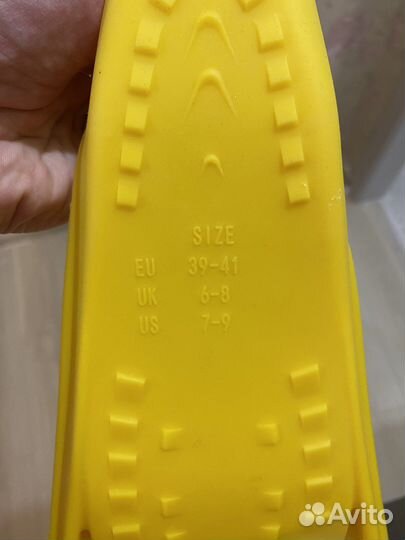 SIZE
EU 39-41
UK 6-8
US 7-9
Avito